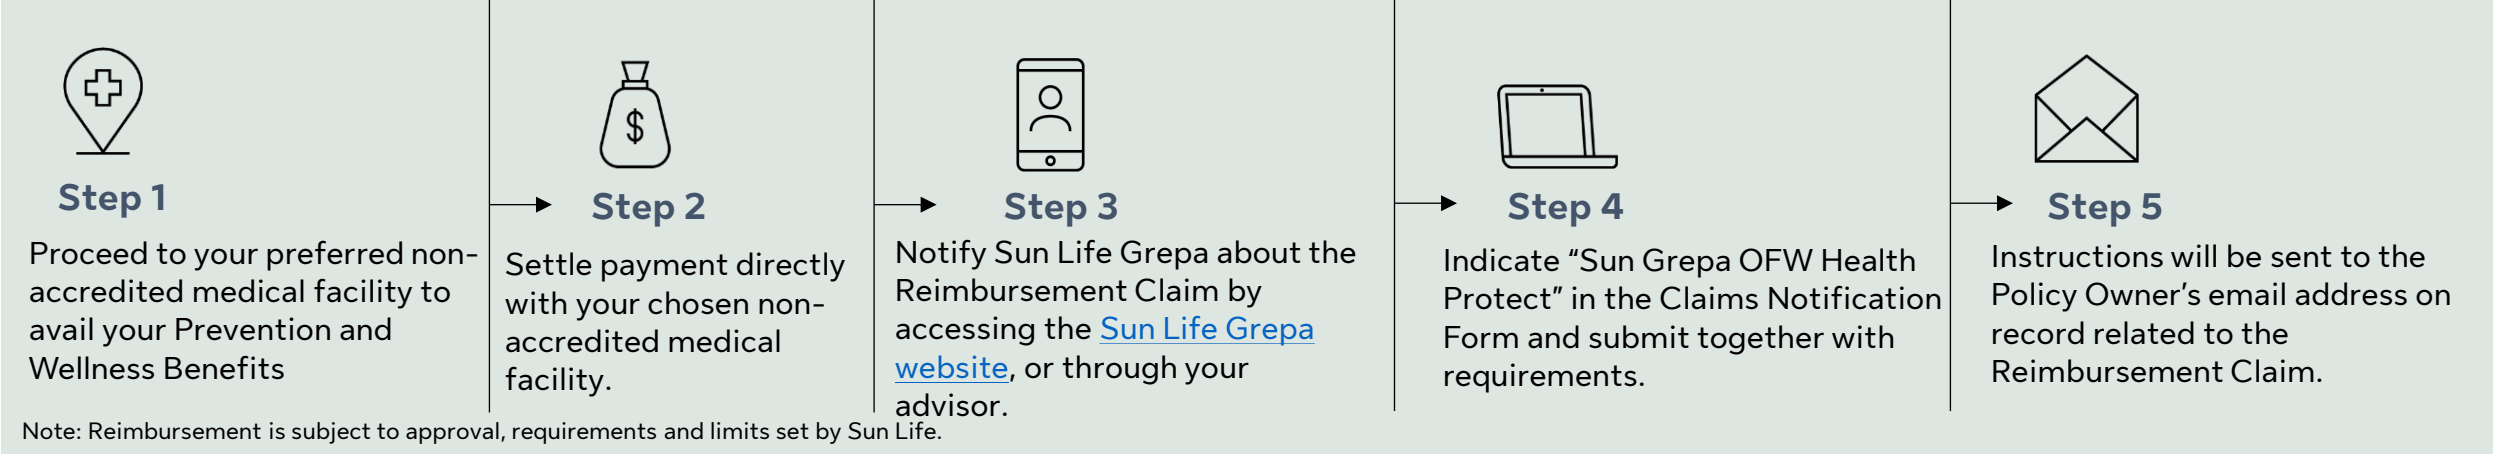 Step 1
Proceed to your preferred non-
accredited medical facility to
avail your Prevention and
Wellness Benefits
Step 2
Settle payment directly
with your chosen non-
accredited medical
facility.
Step 3
Notify Sun Life Grepa about the
Reimbursement Claim by
accessing the Sun Life Grepa
website, or through your
advisor.
Step 4
Indicate “Sun Grepa OFW Health
Protect” in the Claims Notification
Form and submit together with
requirements.
Step 5
Instructions will be sent to the
Policy Owner’s email address on
record related to the
Reimbursement Claim.
Note: Reimbursement is subject to approval, requirements and limits set by Sun Life.